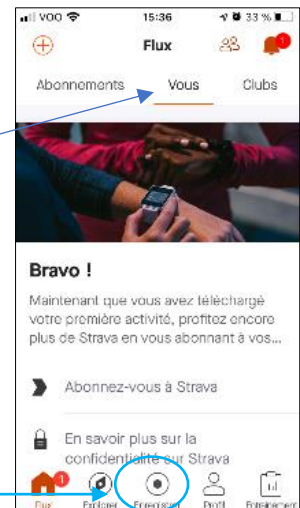 VOO 15:36 33 %
1
Flux
Abonnements Vous Clubs
Bravo !
Maintenant que vous avez téléchargé
votre première activité, profitez encore
plus de Strava en vous abonnant à vos...
Abonnez-vous à Strava
En savoir plus sur la
confidentialité sur Strava
1
Flux Explorer Enregistrer Profil Entraînement